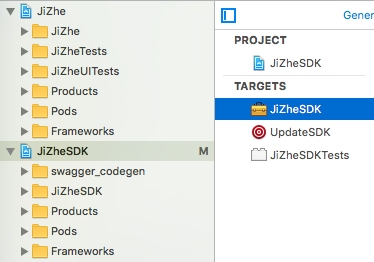 JiZhe
JiZhe
JiZheTests
JiZheUITests
Products
Pods
Frameworks
JiZheSDK M
swagger_codegen
JiZheSDK
Products
Pods
Frameworks
Gener
PROJECT
JiZheSDK
TARGETS
JiZheSDK
UpdateSDK
JiZheSDKTests